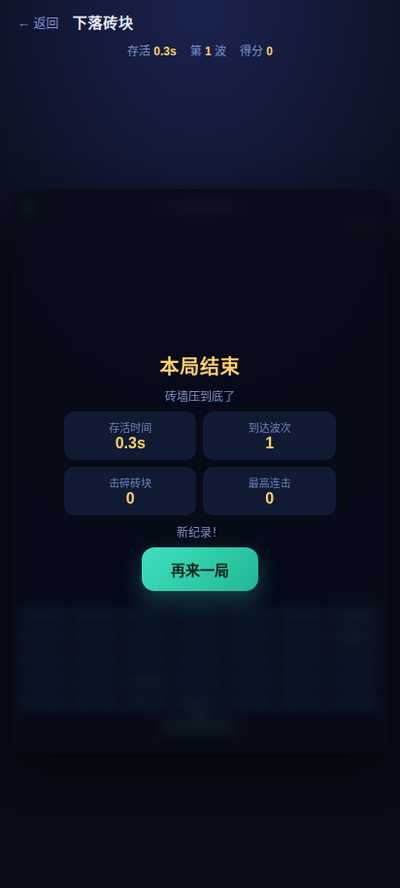 ← 返回 下落砖块
存活 0.3s 第 1 波 得分 0
本局结束
砖墙压到底了
存活时间 到达波次
0.3s 1
击碎砖块 最高连击
0 0
新纪录!
再来一局